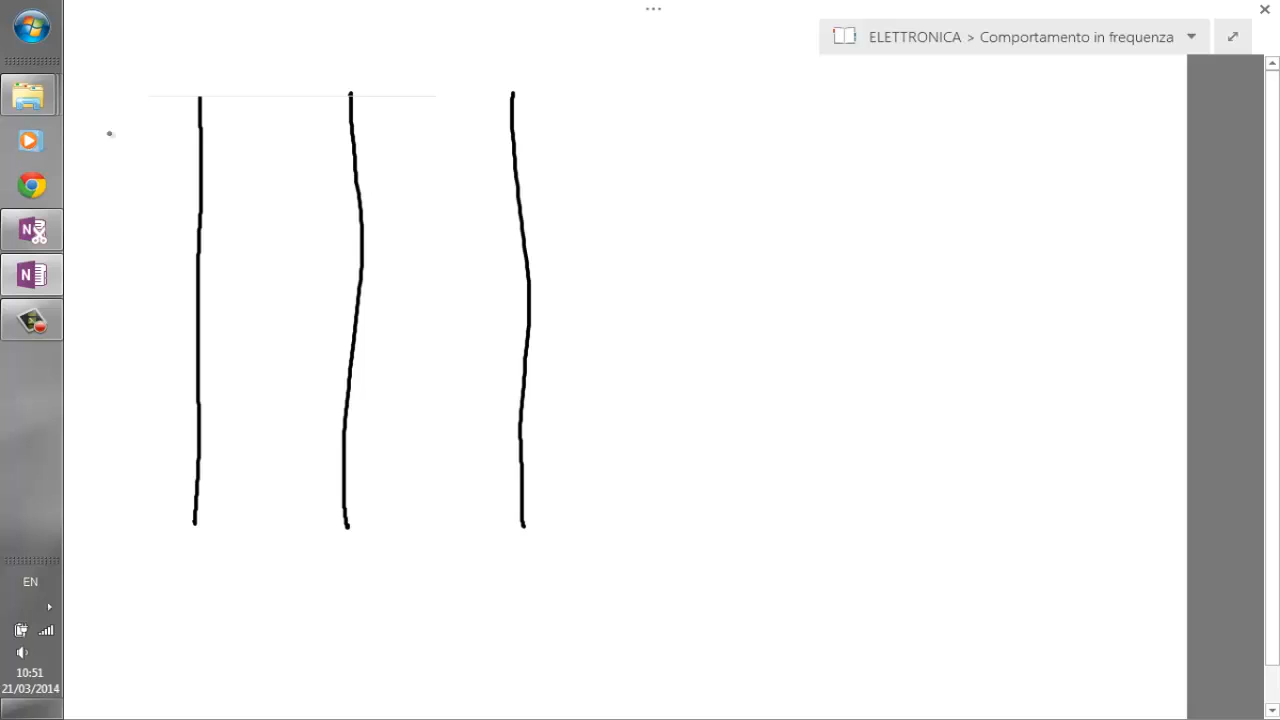 ELETTRONICA > Comportamento in frequenza
N
N
EN
10:51
21/03/2014